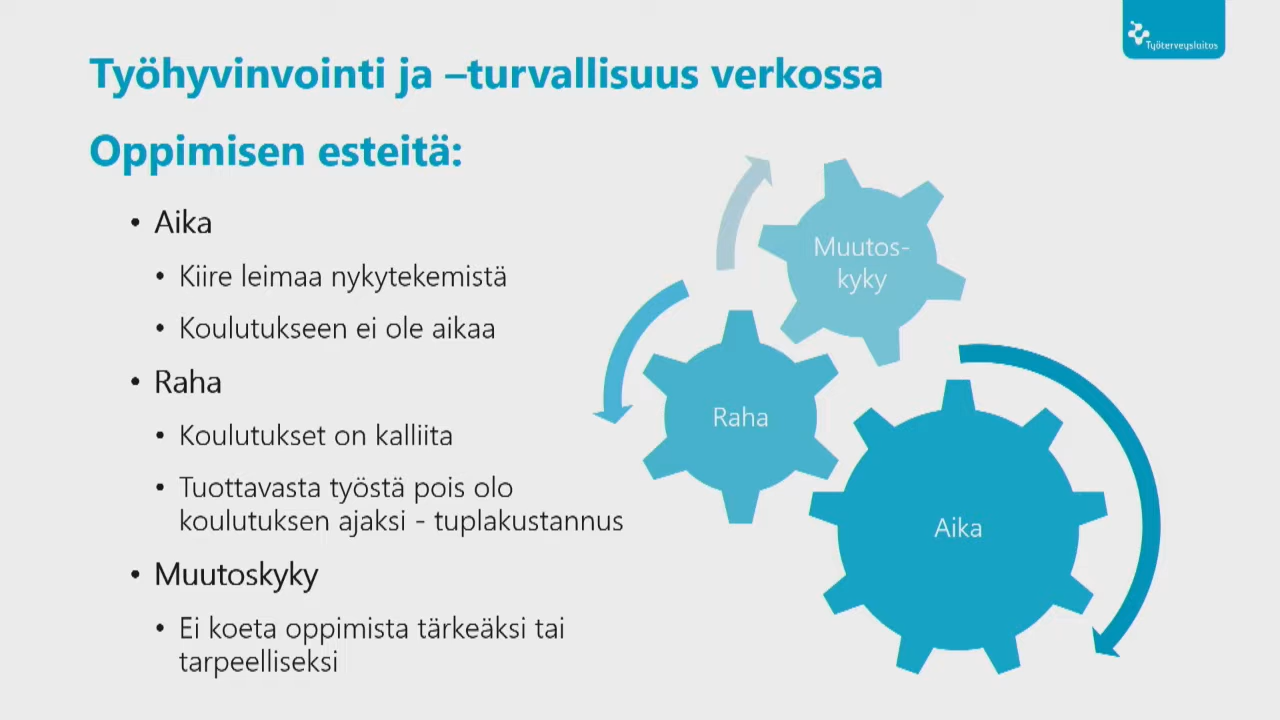 Työterveyslaitos
Työhyvinvointi ja –turvallisuus verkossa
Oppimisen esteitä:
• Aika
• Kiire leimaa nykytekemistä
• Koulutukseen ei ole aikaa
• Raha
• Koulutukset on kalliita
• Tuottavasta työstä pois olo
koulutuksen ajaksi - tuplakustannus
• Muutoskyky
• Ei koeta oppimista tärkeäksi tai
tarpeelliseksi
Muutos-
kyky
Raha
Aika